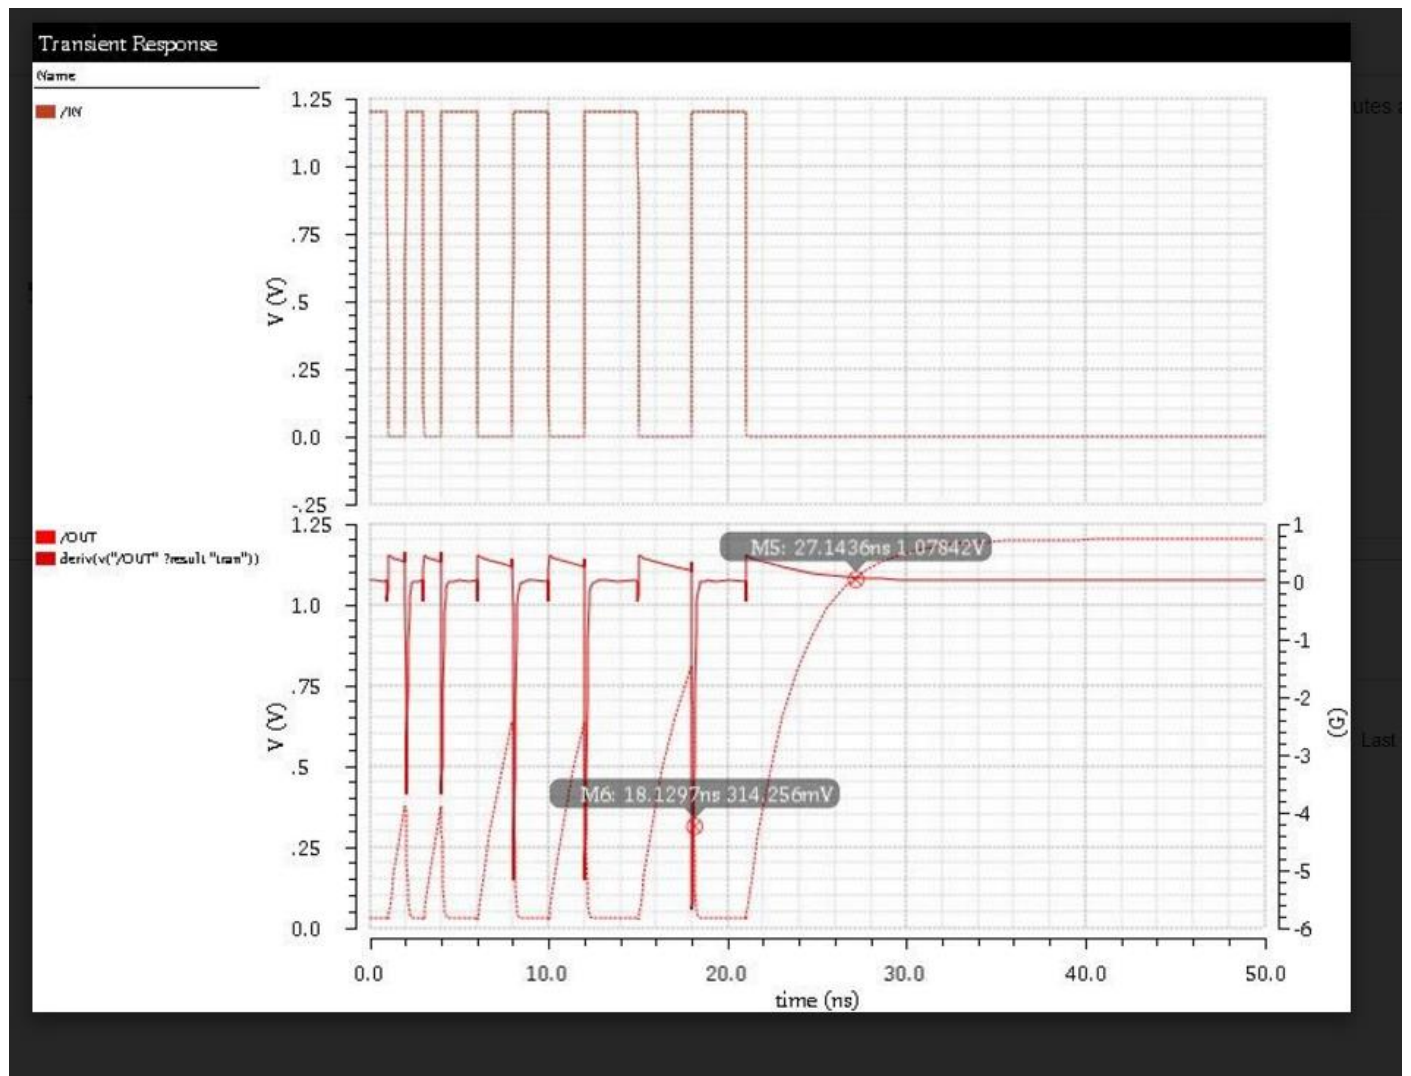 Transient Response
Name
/IN
1.25
1.0
.75
.5
.25
0.0
-.25
V (V)
/OUT
deriv(v("/OUT" ?result "tran"))
1.25
1.0
.75
.5
.25
0.0
V (V)
M5: 27.1436ns 1.07842V
M6: 18.1297ns 314.256mV
1
0
-1
-2
-3
-4
-5
-6
(G)
0.0 10.0 20.0 30.0 40.0 50.0
time (ns)
utes
Last